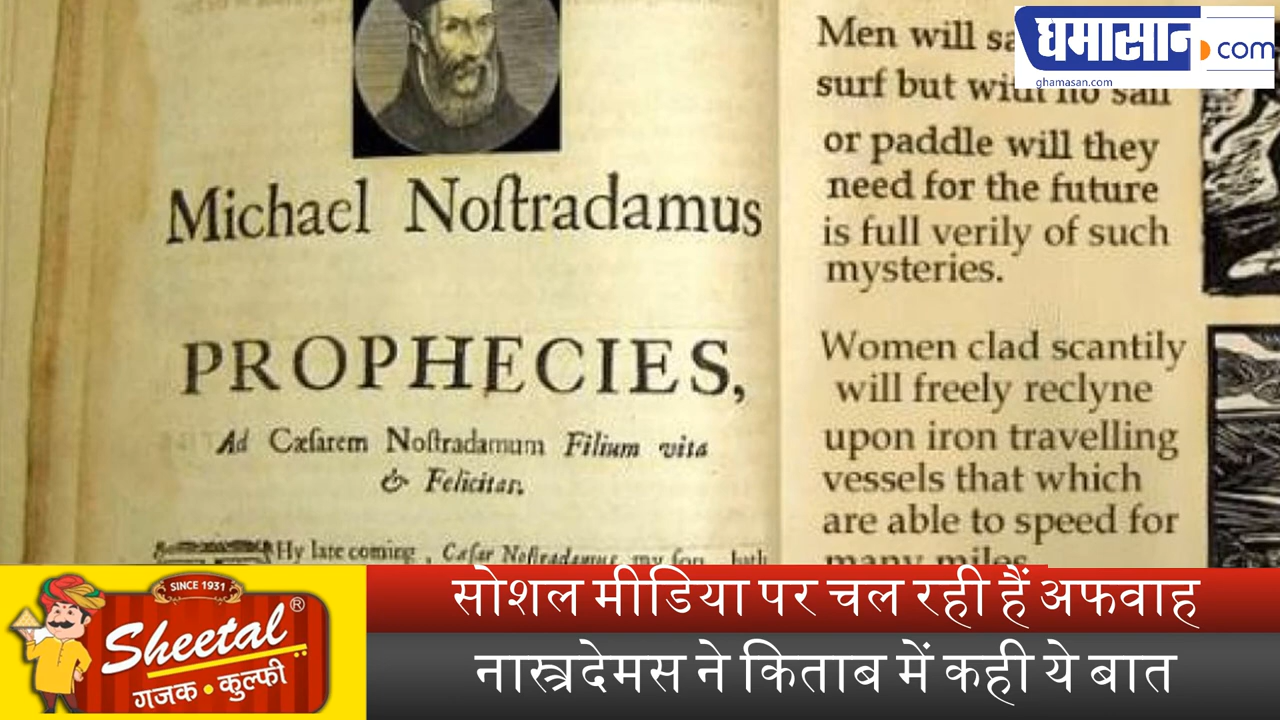 Michael Noſtradamus
PROPHECIES,
Ad Cæſarem Noſtradamum Filium vita
& Felicitas.
Hy late coming, Cæſar Noſtradamus, my ſon, hath
Men will
surf but with no sail
or paddle will they
need for the future
is full verily of such
mysteries.
Women clad scantily
will freely reclyne
upon iron travelling
vessels that which
are able to speed for
many miles
घमासान.com
ghamasan.com
SINCE 1931
Sheetal®
गजक • कुल्फी
सोशल मीडिया पर चल रही हैं अफवाह
नास्त्रदेमस ने किताब में कही ये बात